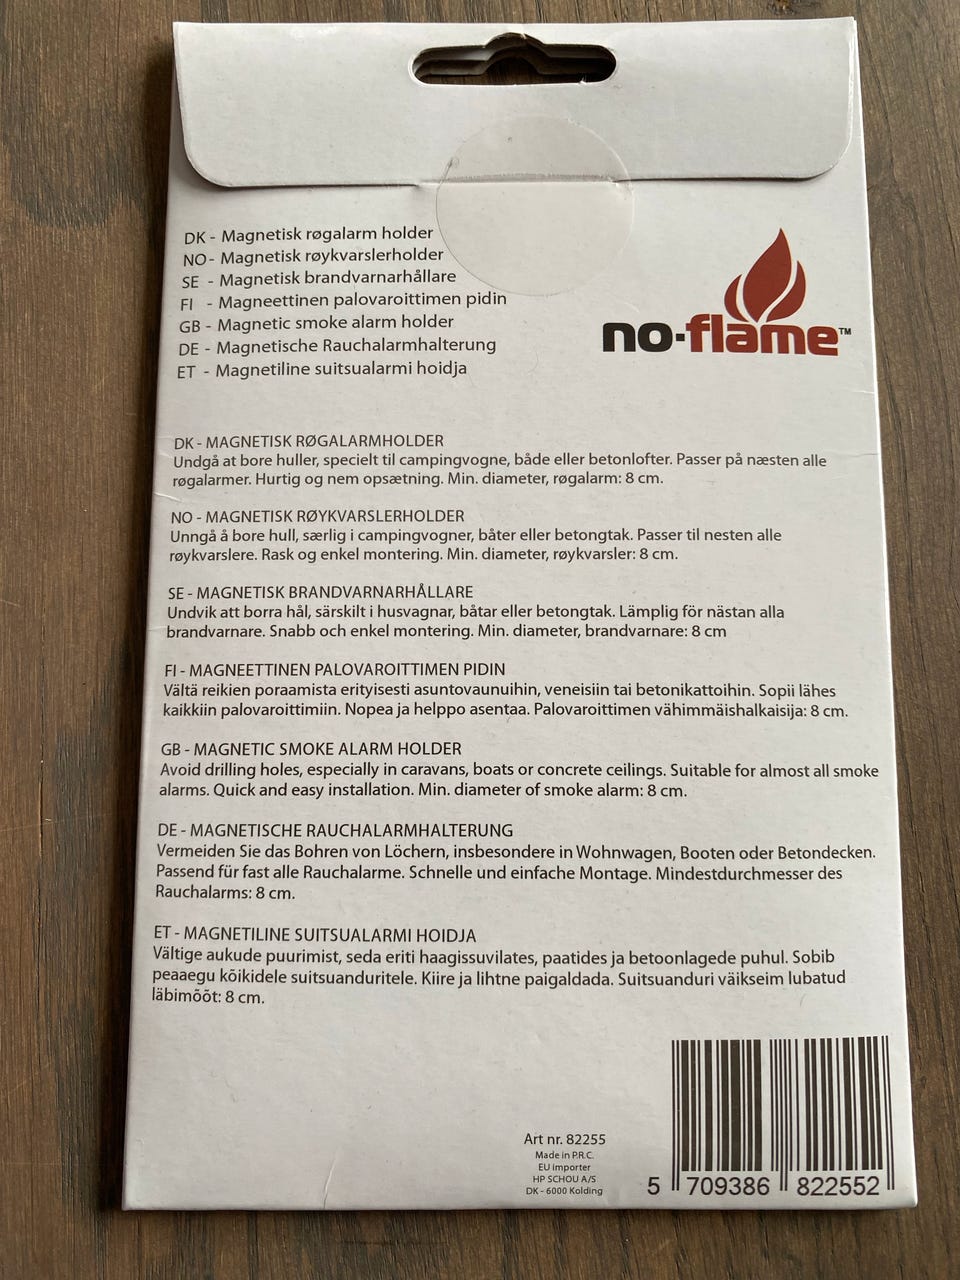 DK - Magnetisk røgalarm holder
NO - Magnetisk røykvarslerholder
SE - Magnetisk brandvarnarhållare
FI - Magneettinen palovaroittimen pidin
GB - Magnetic smoke alarm holder
DE - Magnetische Rauchalarmhalterung
ET - Magnetiline suitsualarmi hoidja
no-flame™
DK - MAGNETISK RØGALARMHOLDER
Undgå at bore huller, specielt til campingvogne, både eller betonlofter. Passer på næsten alle
røgalarmer. Hurtig og nem opsætning. Min. diameter, røgalarm: 8 cm.
NO - MAGNETISK RØYKVARSLERHOLDER
Unngå å bore hull, særlig i campingvogner, båter eller betongtak. Passer til nesten alle
røykvarslere. Rask og enkel montering. Min. diameter, røykvarsler: 8 cm.
SE - MAGNETISK BRANDVARNARHÅLLARE
Undvik att borra hål, särskilt i husvagnar, båtar eller betongtak. Lämplig för nästan alla
brandvarnare. Snabb och enkel montering. Min. diameter, brandvarnare: 8 cm
FI - MAGNEETTINEN PALOVAROITTIMEN PIDIN
Vältä reikien poraamista erityisesti asuntovaunuihin, veneisiin tai betonikattoihin. Sopii lähes
kaikkiin palovaroittimiin. Nopea ja helppo asentaa. Palovaroittimen vähimmäishalkaisija: 8 cm.
GB - MAGNETIC SMOKE ALARM HOLDER
Avoid drilling holes, especially in caravans, boats or concrete ceilings. Suitable for almost all smoke
alarms. Quick and easy installation. Min. diameter of smoke alarm: 8 cm.
DE - MAGNETISCHE RAUCHALARMHALTERUNG
Vermeiden Sie das Bohren von Löchern, insbesondere in Wohnwagen, Booten oder Betondecken.
Passend für fast alle Rauchalarme. Schnelle und einfache Montage. Mindestdurchmesser des
Rauchalarms: 8 cm.
ET - MAGNETILINE SUITSUALARMI HOIDJA
Vältige aukude puurimist, seda eriti haagissuvilates, paatides ja betoonlagede puhul. Sobib
peaaegu kõikidele suitsuanduritele. Kiire ja lihtne paigaldada. Suitsuanduri väikseim lubatud
läbimõõt: 8 cm.
Art nr. 82255
Made in P.R.C.
EU importer
HP SCHOU A/S
DK - 6000 Kolding
5 709386 822552